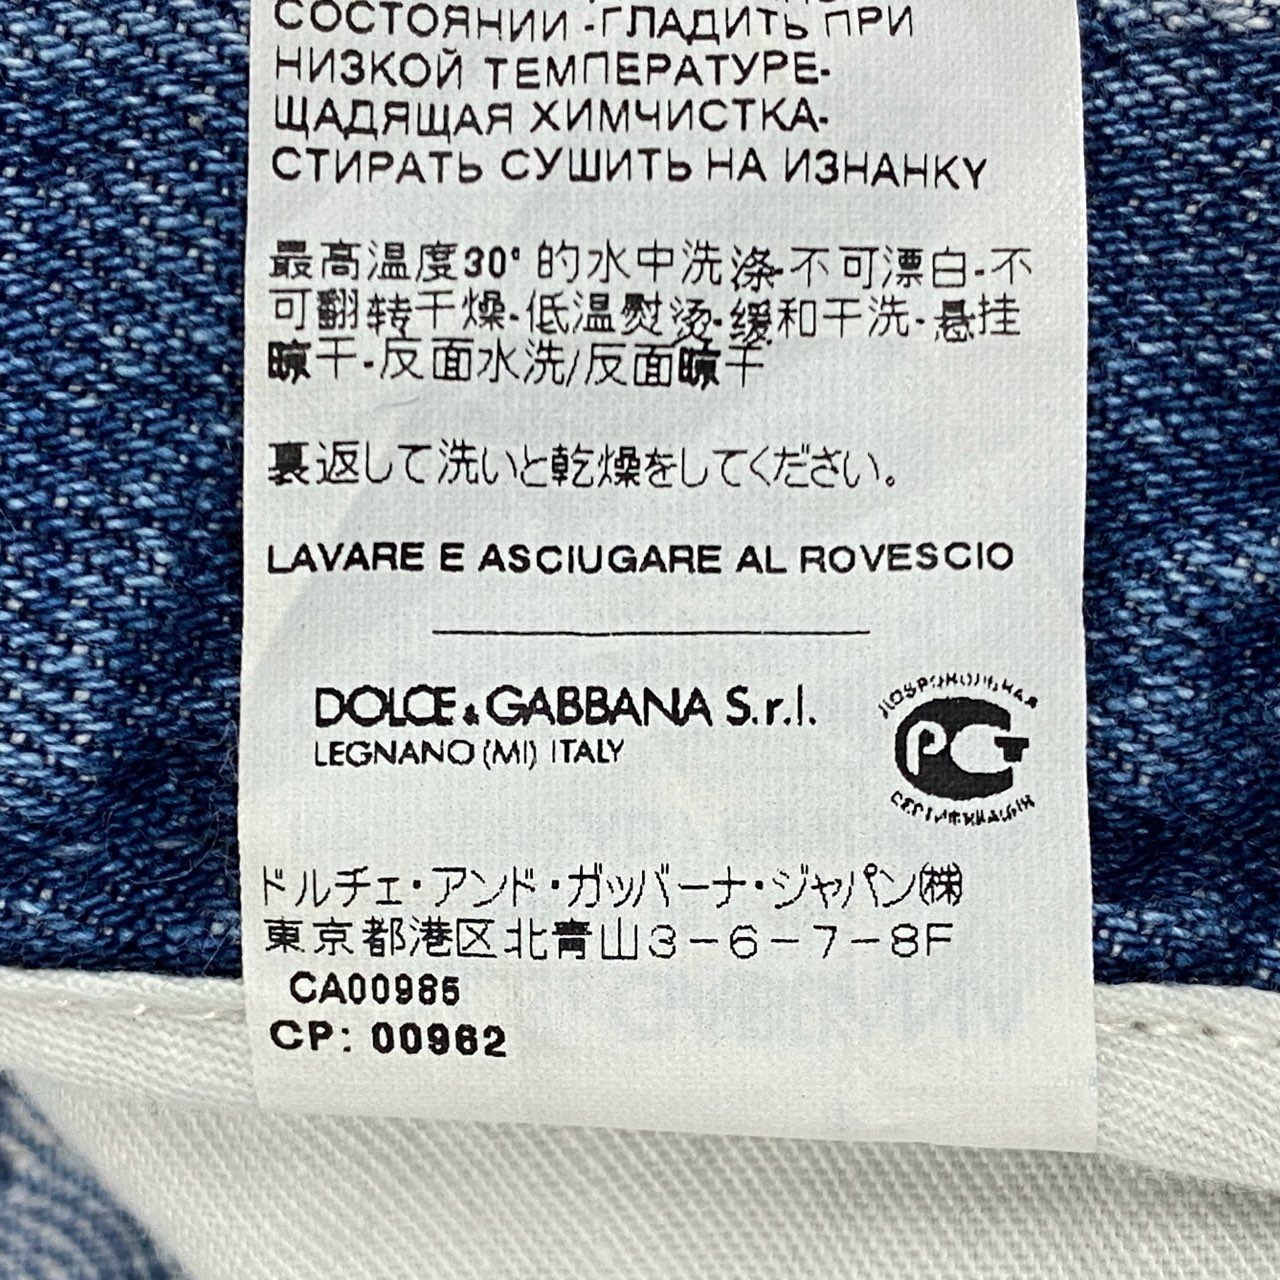 СОСТОЯНИИ -ГЛАДИТЬ ПРИ
НИЗКОЙ ТЕМПЕРАТУРЕ-
ЩАДЯЩАЯ ХИМЧИСТКА-
СТИРАТЬ СУШИТЬ НА ИЗНАНКУ
最高温度30°的水中洗涤-不可漂白-不
可翻转干燥-低温熨烫-缓和干洗-悬挂
晾干-反面水洗/反面晾干
裏返して洗いと乾燥をしてください。
LAVARE E ASCIUGARE AL ROVESCIO
DOLCE & GABBANA S.r.l.
LEGNANO (MI) ITALY
ДОБРОВОЛЬНАЯ
РСТ
СЕРТИФИКАЦИЯ
ドルチェ・アンド・ガッバーナ・ジャパン㈱
東京都港区北青山3-6-7-8F
CA00985
CP: 00962